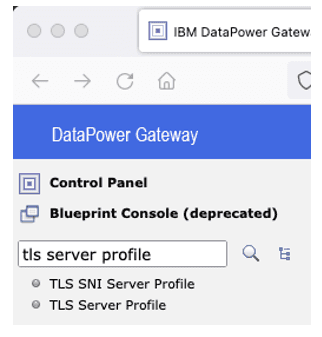 IBM DataPower Gatew
DataPower Gateway
Control Panel
Blueprint Console (deprecated)
tls server profile
TLS SNI Server Profile
TLS Server Profile